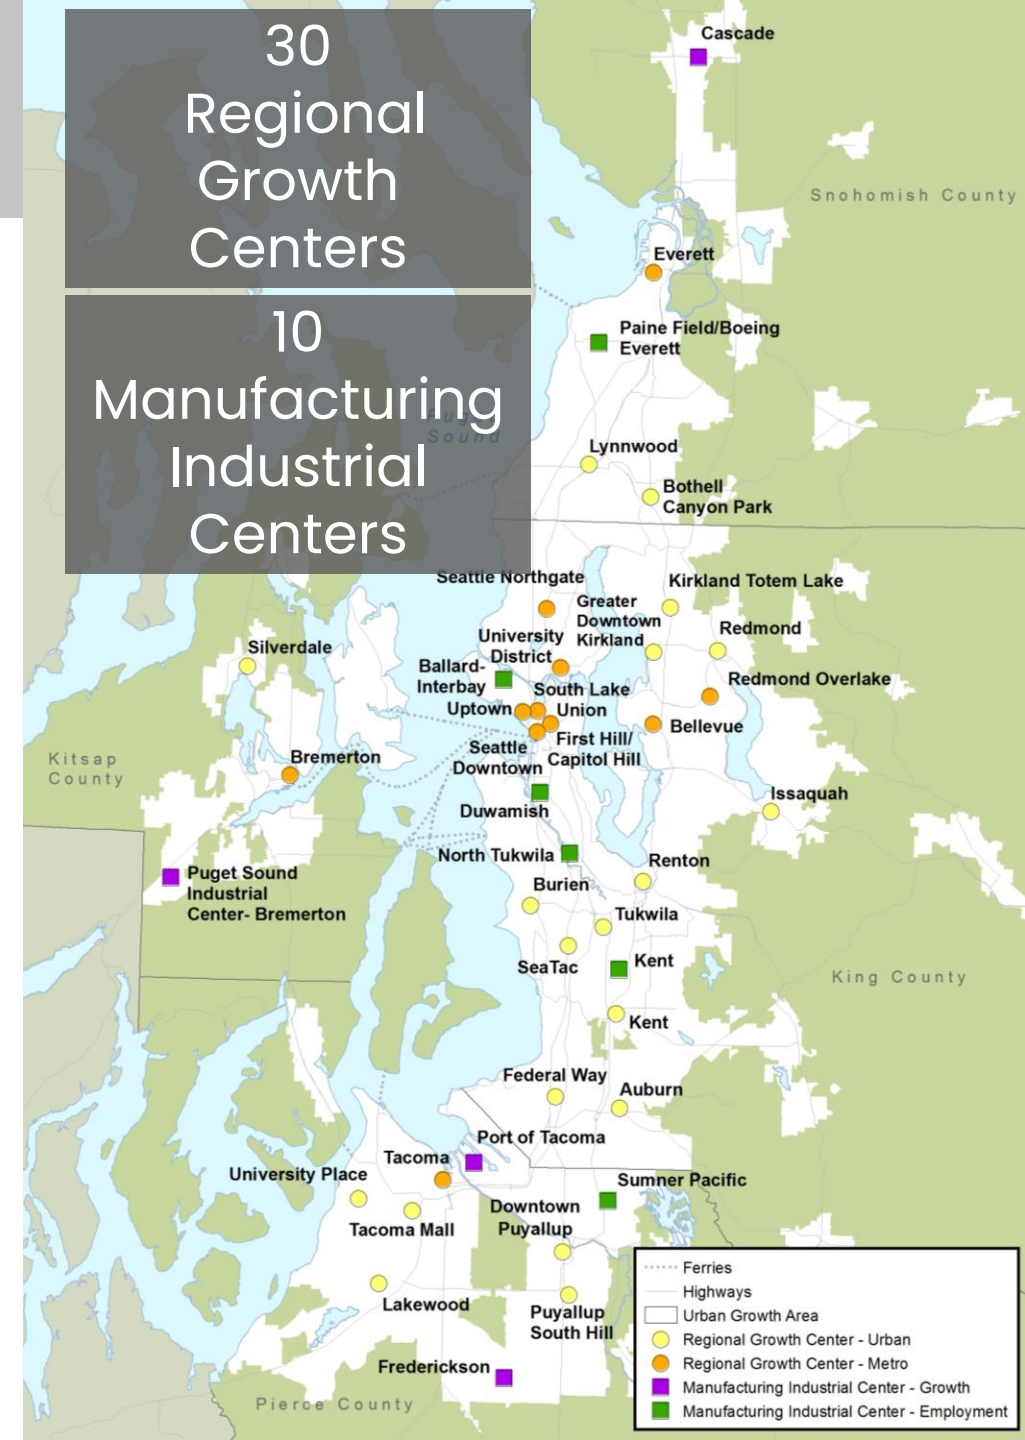 30
Regional
Growth
Centers
10
Manufacturing
Industrial
Centers
Puget
Sound
Cascade
Snohomish County
Everett
Paine Field/Boeing
Everett
Lynnwood
Bothell
Canyon Park
Seattle Northgate
Kirkland Totem Lake
Greater
Downtown
Kirkland
Redmond
University
District
Silverdale
Ballard-
Interbay
Redmond Overlake
South Lake
Union
Uptown
Bellevue
First Hill/
Capitol Hill
Seattle
Downtown
Kitsap
County
Bremerton
Issaquah
Duwamish
North Tukwila
Renton
Puget Sound
Industrial
Center- Bremerton
Burien
Tukwila
SeaTac
Kent
King County
Kent
Federal Way
Auburn
Port of Tacoma
Tacoma
University Place
Sumner Pacific
Downtown
Puyallup
Tacoma Mall
Lakewood
Puyallup
South Hill
Frederickson
Pierce County
Ferries
Highways
Urban Growth Area
Regional Growth Center - Urban
Regional Growth Center - Metro
Manufacturing Industrial Center - Growth
Manufacturing Industrial Center - Employment